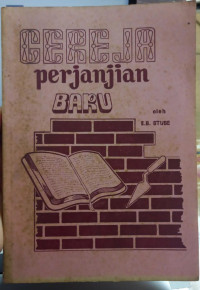 GEREJA
perjanjian
BARU
oleh
E.G. STUBE